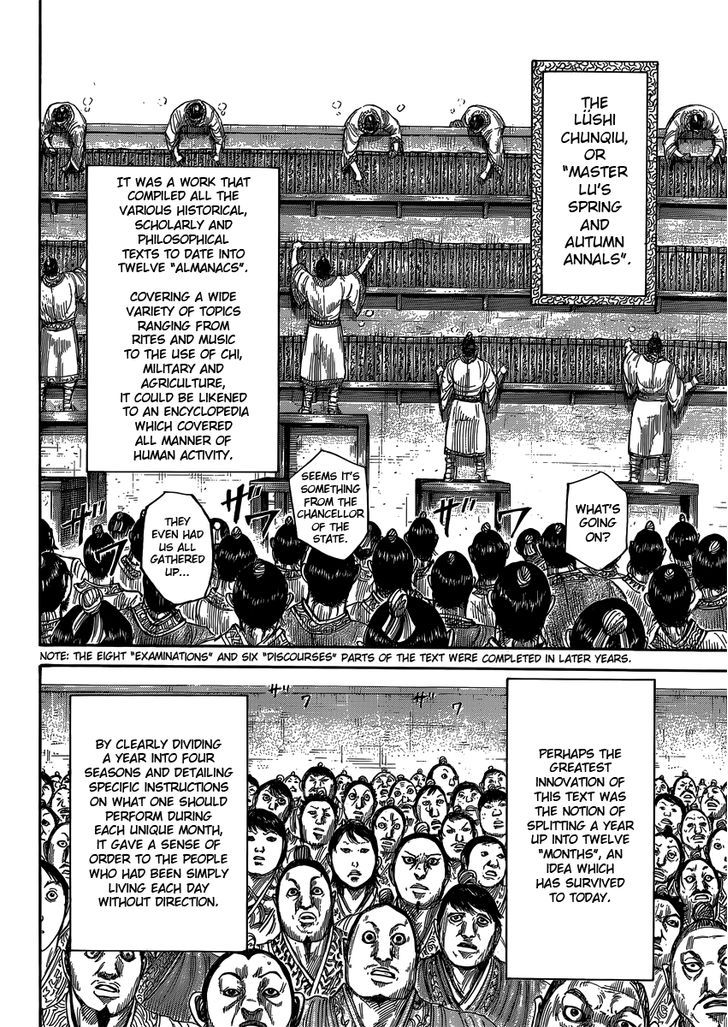 THE
LÜSHI
CHUNQIU,
OR
"MASTER
LU'S
SPRING
AND
AUTUMN
ANNALS".
IT WAS A WORK THAT
COMPILED ALL THE
VARIOUS HISTORICAL,
SCHOLARLY AND
PHILOSOPHICAL
TEXTS TO DATE INTO
TWELVE "ALMANACS".
COVERING A WIDE
VARIETY OF TOPICS
RANGING FROM
RITES AND MUSIC
TO THE USE OF CHI,
MILITARY AND
AGRICULTURE,
IT COULD BE LIKENED
TO AN ENCYCLOPEDIA
WHICH COVERED
ALL MANNER OF
HUMAN ACTIVITY.
WHAT'S
GOING
ON?
SEEMS IT'S
SOMETHING
FROM THE
CHANCELLOR
OF THE
STATE.
THEY
EVEN HAD
US ALL
GATHERED
UP...
ザワ
ザワ
ザワ
NOTE: THE EIGHT "EXAMINATIONS" AND SIX "DISCOURSES" PARTS OF THE TEXT WERE COMPLETED IN LATER YEARS.
PERHAPS THE
GREATEST
INNOVATION OF
THIS TEXT WAS
THE NOTION OF
SPLITTING A YEAR
UP INTO TWELVE
"MONTHS", AN
IDEA WHICH
HAS SURVIVED
TO TODAY.
BY CLEARLY DIVIDING
A YEAR INTO FOUR
SEASONS AND DETAILING
SPECIFIC INSTRUCTIONS
ON WHAT ONE SHOULD
PERFORM DURING
EACH UNIQUE MONTH,
IT GAVE A SENSE OF
ORDER TO THE PEOPLE
WHO HAD BEEN SIMPLY
LIVING EACH DAY
WITHOUT DIRECTION.